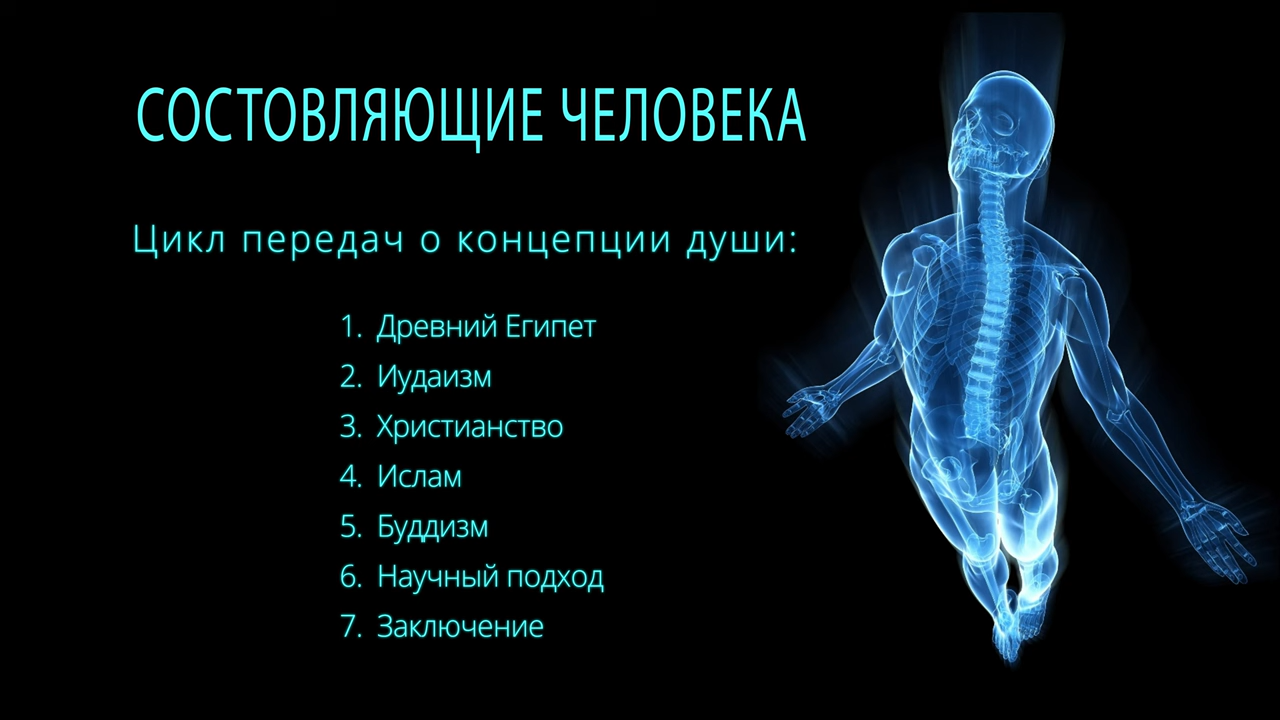 СОСТОВЛЯЮЩИЕ ЧЕЛОВЕКА
Цикл передач о концепции души:
1. Древний Египет
2. Иудаизм
3. Христианство
4. Ислам
5. Буддизм
6. Научный подход
7. Заключение